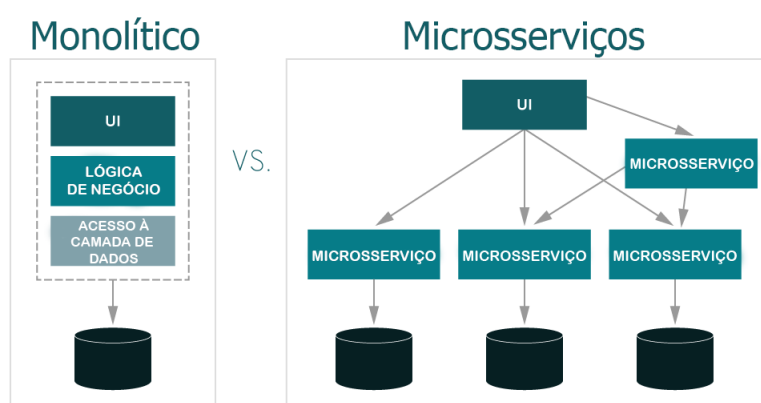 Monolítico
UI
LÓGICA
DE NEGÓCIO
ACESSO À
CAMADA DE
DADOS
VS.
Microsserviços
UI
MICROSSERVIÇO
MICROSSERVIÇO
MICROSSERVIÇO
MICROSSERVIÇO